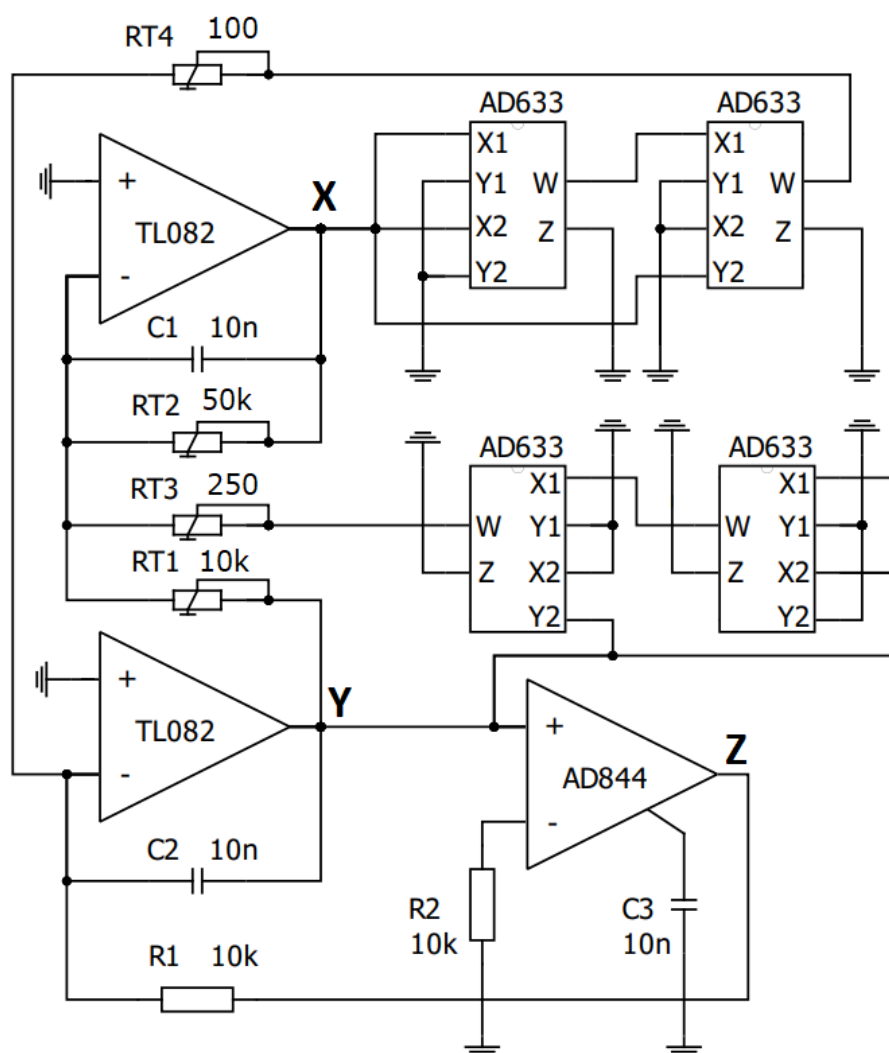 RT4 100
AD633
X1
Y1
X2
Y2
W
Z
AD633
X1
Y1
X2
Y2
W
Z
+
TL082
-
X
C1 10n
RT2 50k
RT3 250
RT1 10k
AD633
W
Z
X1
Y1
X2
Y2
AD633
W
Z
X1
Y1
X2
Y2
+
TL082
-
Y
+
AD844
-
Z
C2 10n
R2
10k
C3
10n
R1 10k